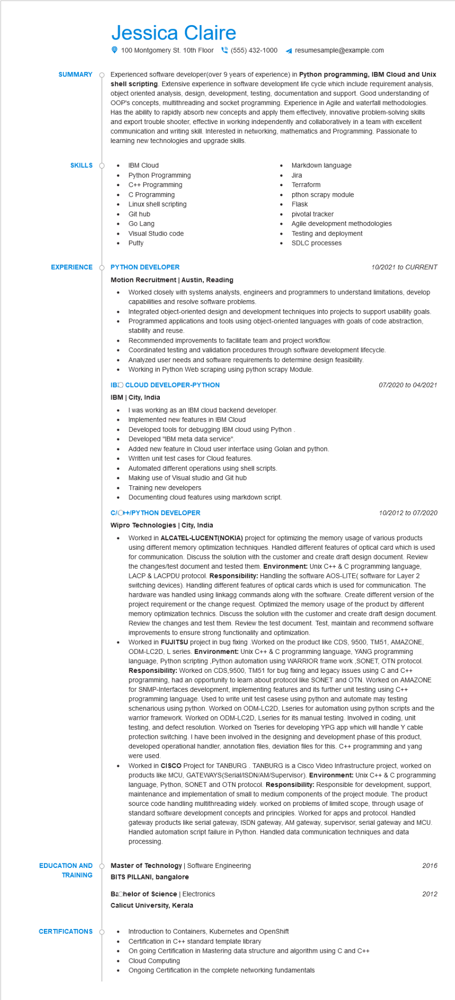 Jessica Claire
100 Montgomery St. 10th Floor (555) 432-1000 resumesample@example.com
SUMMARY
Experienced software developer(over 9 years of experience) in Python programming, IBM Cloud and Unix
shell scripting. Extensive experience in software development life cycle which include requirement analysis,
object oriented analysis, design, development, testing, documentation and support. Good understanding of
OOP's concepts, multithreading and socket programming. Experience in Agile and waterfall methodologies.
Has the ability to rapidly absorb new concepts and apply them effectively, innovative problem-solving skills
and export trouble shooter, effective in working independently and collaboratively in a team with excellent
communication and writing skill. Interested in networking, mathematics and Programming. Passionate to
learning new technologies and upgrade skills.
SKILLS
• IBM Cloud
• Python Programming
• C++ Programming
• C Programming
• Linux shell scripting
• Git hub
• Go Lang
• Visual Studio code
• Putty
• Markdown language
• Jira
• Terraform
• pthon scrapy module
• Flask
• pivotal tracker
• Agile development methodologies
• Testing and deployment
• SDLC processes
EXPERIENCE
PYTHON DEVELOPER 10/2021 to CURRENT
Motion Recruitment | Austin, Reading
• Worked closely with systems analysts, engineers and programmers to understand limitations, develop
capabilities and resolve software problems.
• Integrated object-oriented design and development techniques into projects to support usability goals.
• Programmed applications and tools using object-oriented languages with goals of code abstraction,
stability and reuse.
• Recommended improvements to facilitate team and project workflow.
• Coordinated testing and validation procedures through software development lifecycle.
• Analyzed user needs and software requirements to determine design feasibility.
• Working in Python Web scraping using python scrapy Module.
IBM CLOUD DEVELOPER-PYTHON 07/2020 to 04/2021
IBM | City, India
• I was working as an IBM cloud backend developer.
• Implemented new features in IBM Cloud
• Developed tools for debugging IBM cloud using Python .
• Developed "IBM meta data service".
• Added new feature in Cloud user interface using Golan and python.
• Written unit test cases for Cloud features.
• Automated different operations using shell scripts.
• Making use of Visual studio and Git hub
• Training new developers
• Documenting cloud features using markdown script.
C/C++/PYTHON DEVELOPER 10/2012 to 07/2020
Wipro Technologies | City, India
• Worked in ALCATEL-LUCENT(NOKIA) project for optimizing the memory usage of various products
using different memory optimization techniques. Handled different features of optical card which is used
for communication. Discuss the solution with the customer and create draft design document. Review
the changes/test document and tested them. Environment: Unix C++ & C programming language,
LACP & LACPDU protocol. Responsibility: Handling the software AOS-LITE( software for Layer 2
switching devices). Handling different features of optical cards which is used for communication. The
hardware was handled using linkagg commands along with the software. Create different version of the
project requirement or the change request. Optimized the memory usage of the product by different
memory optimization technics. Discuss the solution with the customer and create draft design document.
Review the changes and test them. Review the test document. Test, maintain and recommend software
improvements to ensure strong functionality and optimization.
• Worked in FUJITSU project in bug fixing .Worked on the product like CDS, 9500, TM51, AMAZONE,
ODM-LC2D, L series. Environment: Unix C++ & C programming language, YANG programming
language, Python scripting ,Python automation using WARRIOR frame work ,SONET, OTN protocol.
Responsibility: Worked on CDS,9500, TM51 for bug fixing and legacy issues using C and C++
programming, had an opportunity to learn about protocol like SONET and OTN. Worked on AMAZONE
for SNMP-Interfaces development, implementing features and its further unit testing using C++
programming language. Used to write unit test casese using python and automate may testing
schenarious using python. Worked on ODM-LC2D, Lseries for automation using python scripts and the
warrior framework. Worked on ODM-LC2D, Lseries for its manual testing. Involved in coding, unit
testing, and defect resolution. Worked on Tseries for developing YPG app which will handle Y cable
protection switching. I have been involved in the designing and development phase of this product,
developed operational handler, annotation files, deviation files for this. C++ programming and yang
were used.
• Worked in CISCO Project for TANBURG . TANBURG is a Cisco Video Infrastructure project, worked on
products like MCU, GATEWAYS(Serial/ISDN/AM/Supervisor). Environment: Unix C++ & C programming
language, Python, SONET and OTN protocol. Responsibility: Responsible for development, support,
maintenance and implementation of small to medium components of the project module. The product
source code handling multithreading widely. worked on problems of limited scope, through usage of
standard software development concepts and principles. Worked for apps and protocol. Handled
gateway products like serial gateway, ISDN gateway, AM gateway, supervisor, serial gateway and MCU.
Handled automation script failure in Python. Handled data communication techniques and data
processing.
EDUCATION AND
TRAINING
Master of Technology | Software Engineering 2016
BITS PILLANI, bangalore
Bachelor of Science | Electronics 2012
Calicut University, Kerala
CERTIFICATIONS
• Introduction to Containers, Kubernetes and OpenShift
• Certification in C++ standard template library
• On going Certification in Mastering data structure and algorithm using C and C++
• Cloud Computing
• Ongoing Certification in the complete networking fundamentals